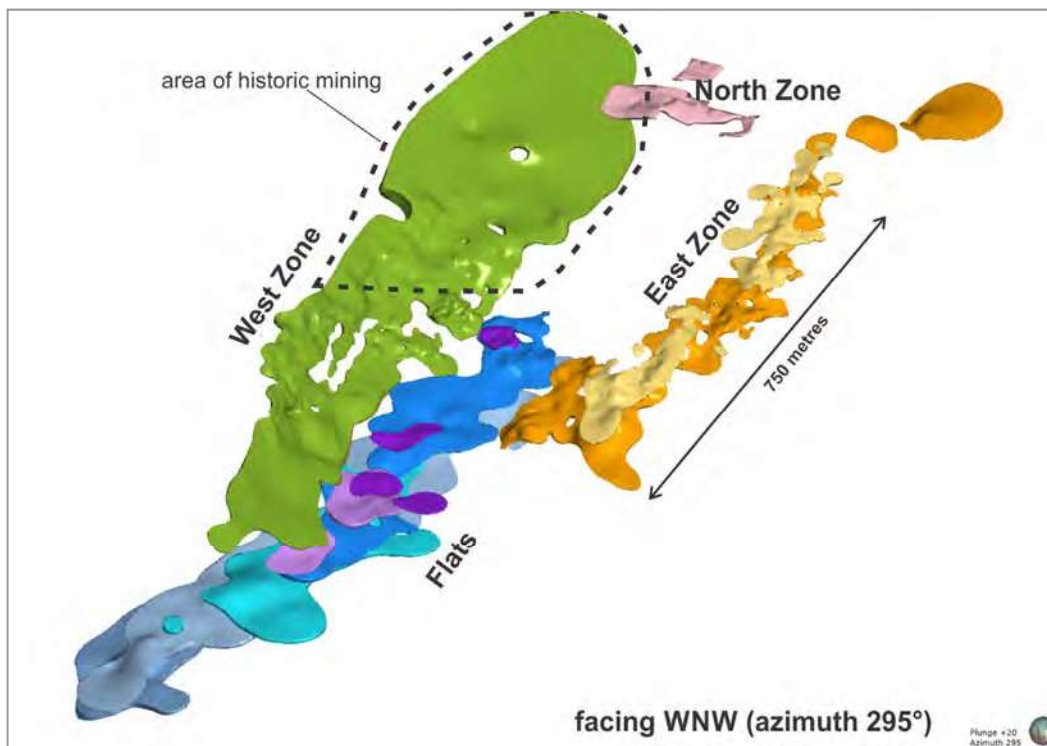 area of historic mining
North Zone
West Zone
East Zone
750 metres
Flats
facing WNW (azimuth 295°)
Plunge +20
Azimuth 295